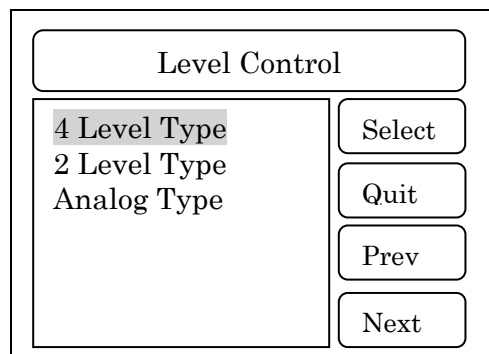 Level Control
4 Level Type
2 Level Type
Analog Type
Select
Quit
Prev
Next